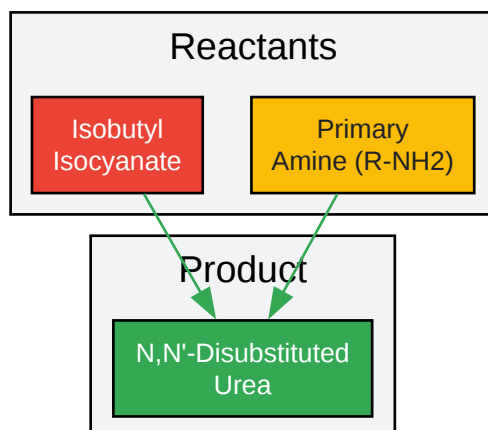 Reactants
Isobutyl
Isocyanate
Primary
Amine (R-NH2)
Product
N,N'-Disubstituted
Urea